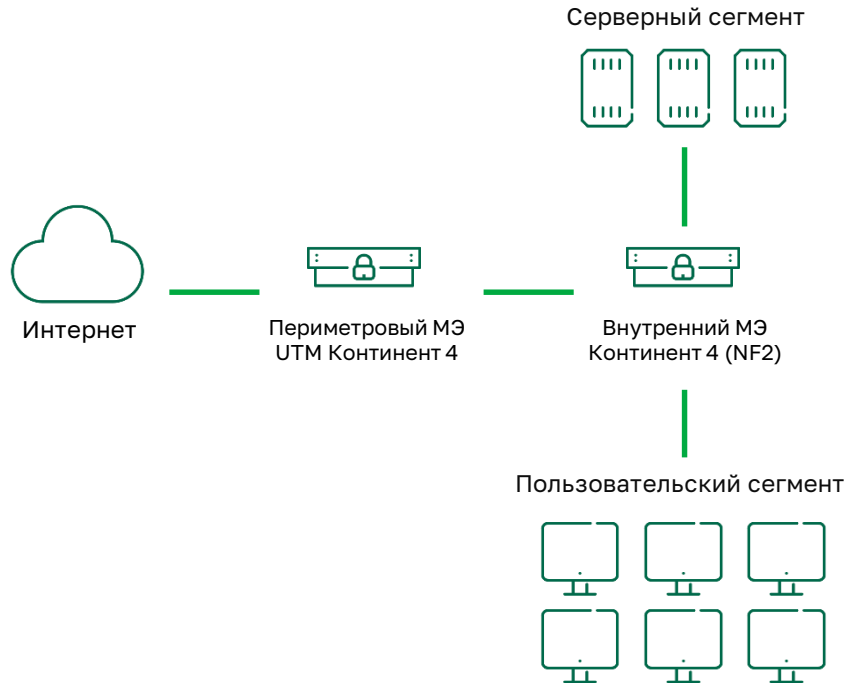 Серверный сегмент
Интернет
Периметровый МЭ
UTM Континент 4
Внутренний МЭ
Континент 4 (NF2)
Пользовательский сегмент